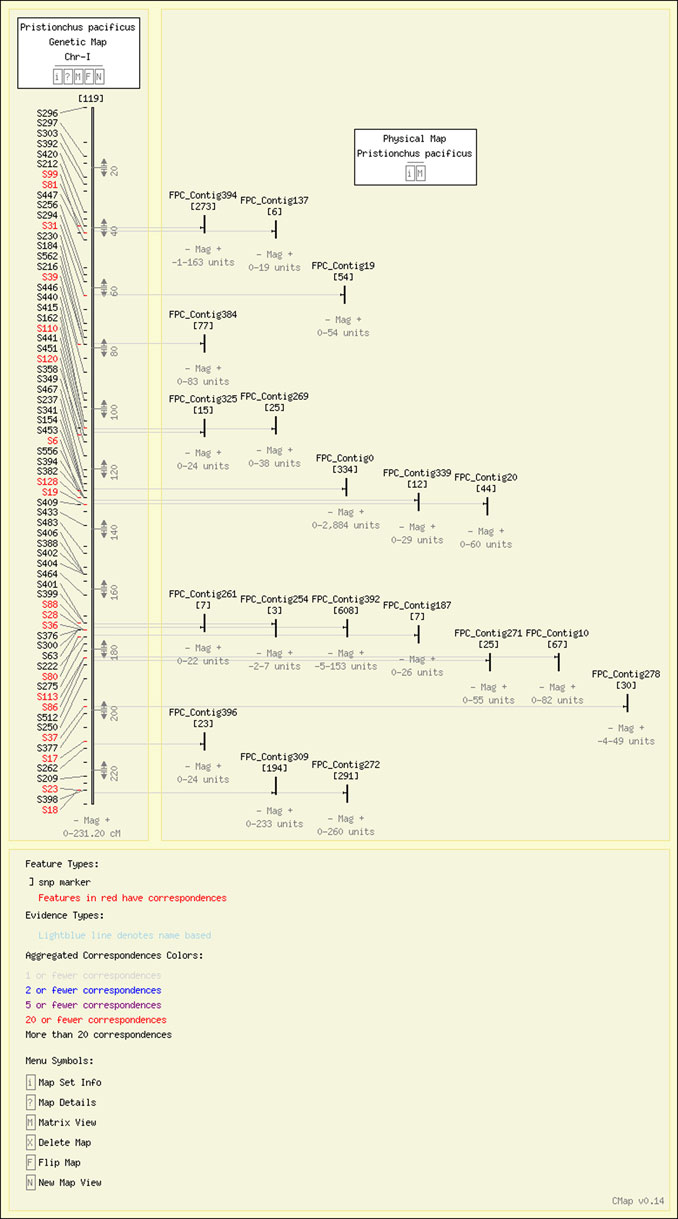 Pristionchus pacificus
Genetic Map
Chr-I
i ? M F N
[119]
S296
S297
S303
S392
S420
S212
S99
S81
S447
S256
S294
S31
S230
S184
S562
S216
S39
S446
S440
S415
S162
S110
S441
S451
S120
S358
S349
S467
S237
S341
S154
S453
S6
S556
S394
S382
S128
S19
S409
S433
S483
S406
S388
S402
S404
S464
S401
S399
S88
S28
S36
S376
S300
S63
S222
S80
S275
S113
S86
S512
S250
S37
S377
S17
S262
S209
S23
S398
S18
20
40
60
80
100
120
140
160
180
200
220
- Mag +
0-231.20 cM
Physical Map
Pristionchus pacificus
i M
FPC_Contig394
[273]
- Mag +
-1-163 units
FPC_Contig137
[6]
- Mag +
0-19 units
FPC_Contig19
[54]
- Mag +
0-54 units
FPC_Contig384
[77]
- Mag +
0-83 units
FPC_Contig325
[15]
- Mag +
0-24 units
FPC_Contig269
[25]
- Mag +
0-38 units
FPC_Contig0
[334]
- Mag +
0-2,884 units
FPC_Contig339
[12]
- Mag +
0-29 units
FPC_Contig20
[44]
- Mag +
0-60 units
FPC_Contig261
[7]
- Mag +
0-22 units
FPC_Contig254
[3]
- Mag +
-2-7 units
FPC_Contig392
[608]
- Mag +
-5-153 units
FPC_Contig187
[7]
- Mag +
0-26 units
FPC_Contig271
[25]
- Mag +
0-55 units
FPC_Contig10
[67]
- Mag +
0-82 units
FPC_Contig278
[30]
- Mag +
-4-49 units
FPC_Contig396
[23]
- Mag +
0-24 units
FPC_Contig309
[194]
- Mag +
0-233 units
FPC_Contig272
[291]
- Mag +
0-260 units
Feature Types:
] snp marker
Features in red have correspondences
Evidence Types:
Lightblue line denotes name based
Aggregated Correspondences Colors:
1 or fewer correspondences
2 or fewer correspondences
5 or fewer correspondences
20 or fewer correspondences
More than 20 correspondences
Menu Symbols:
i Map Set Info
? Map Details
M Matrix View
X Delete Map
F Flip Map
N New Map View
CMap v0.14